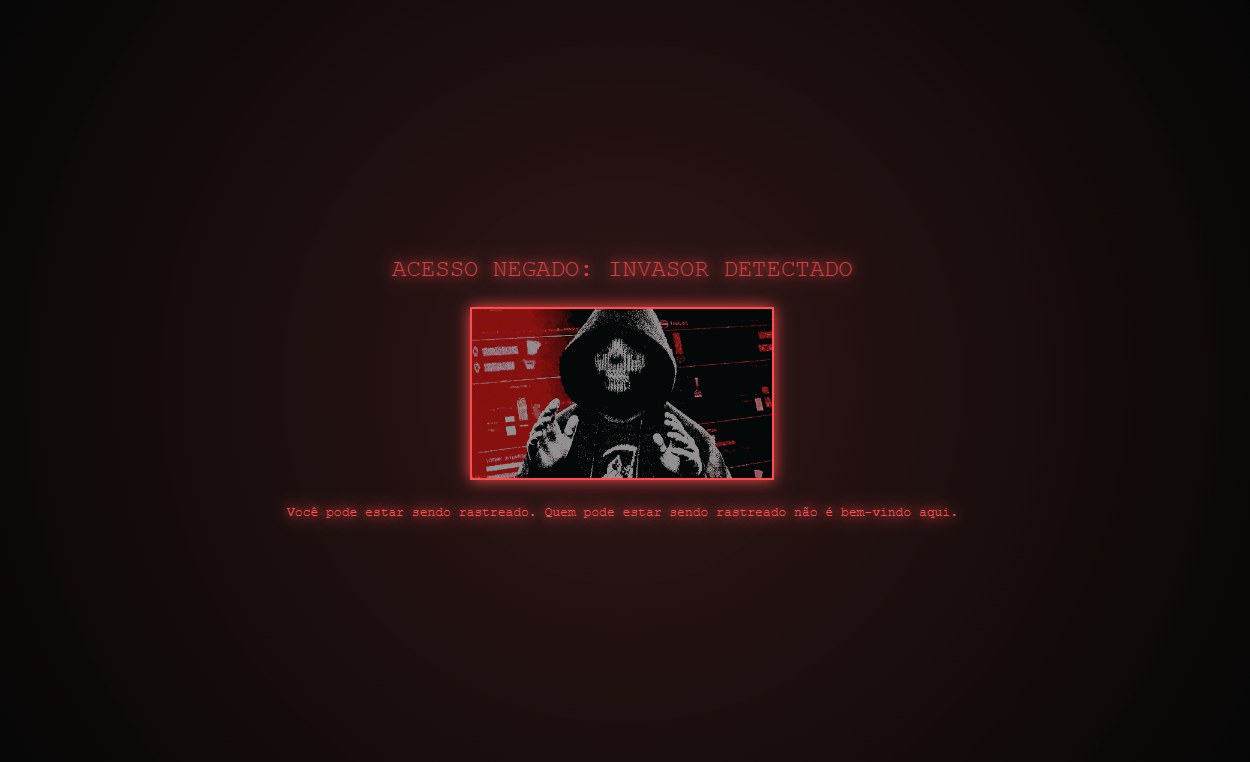 ACESSO NEGADO: INVASOR DETECTADO
Você pode estar sendo rastreado. Quem pode estar sendo rastreado não é bem-vindo aqui.